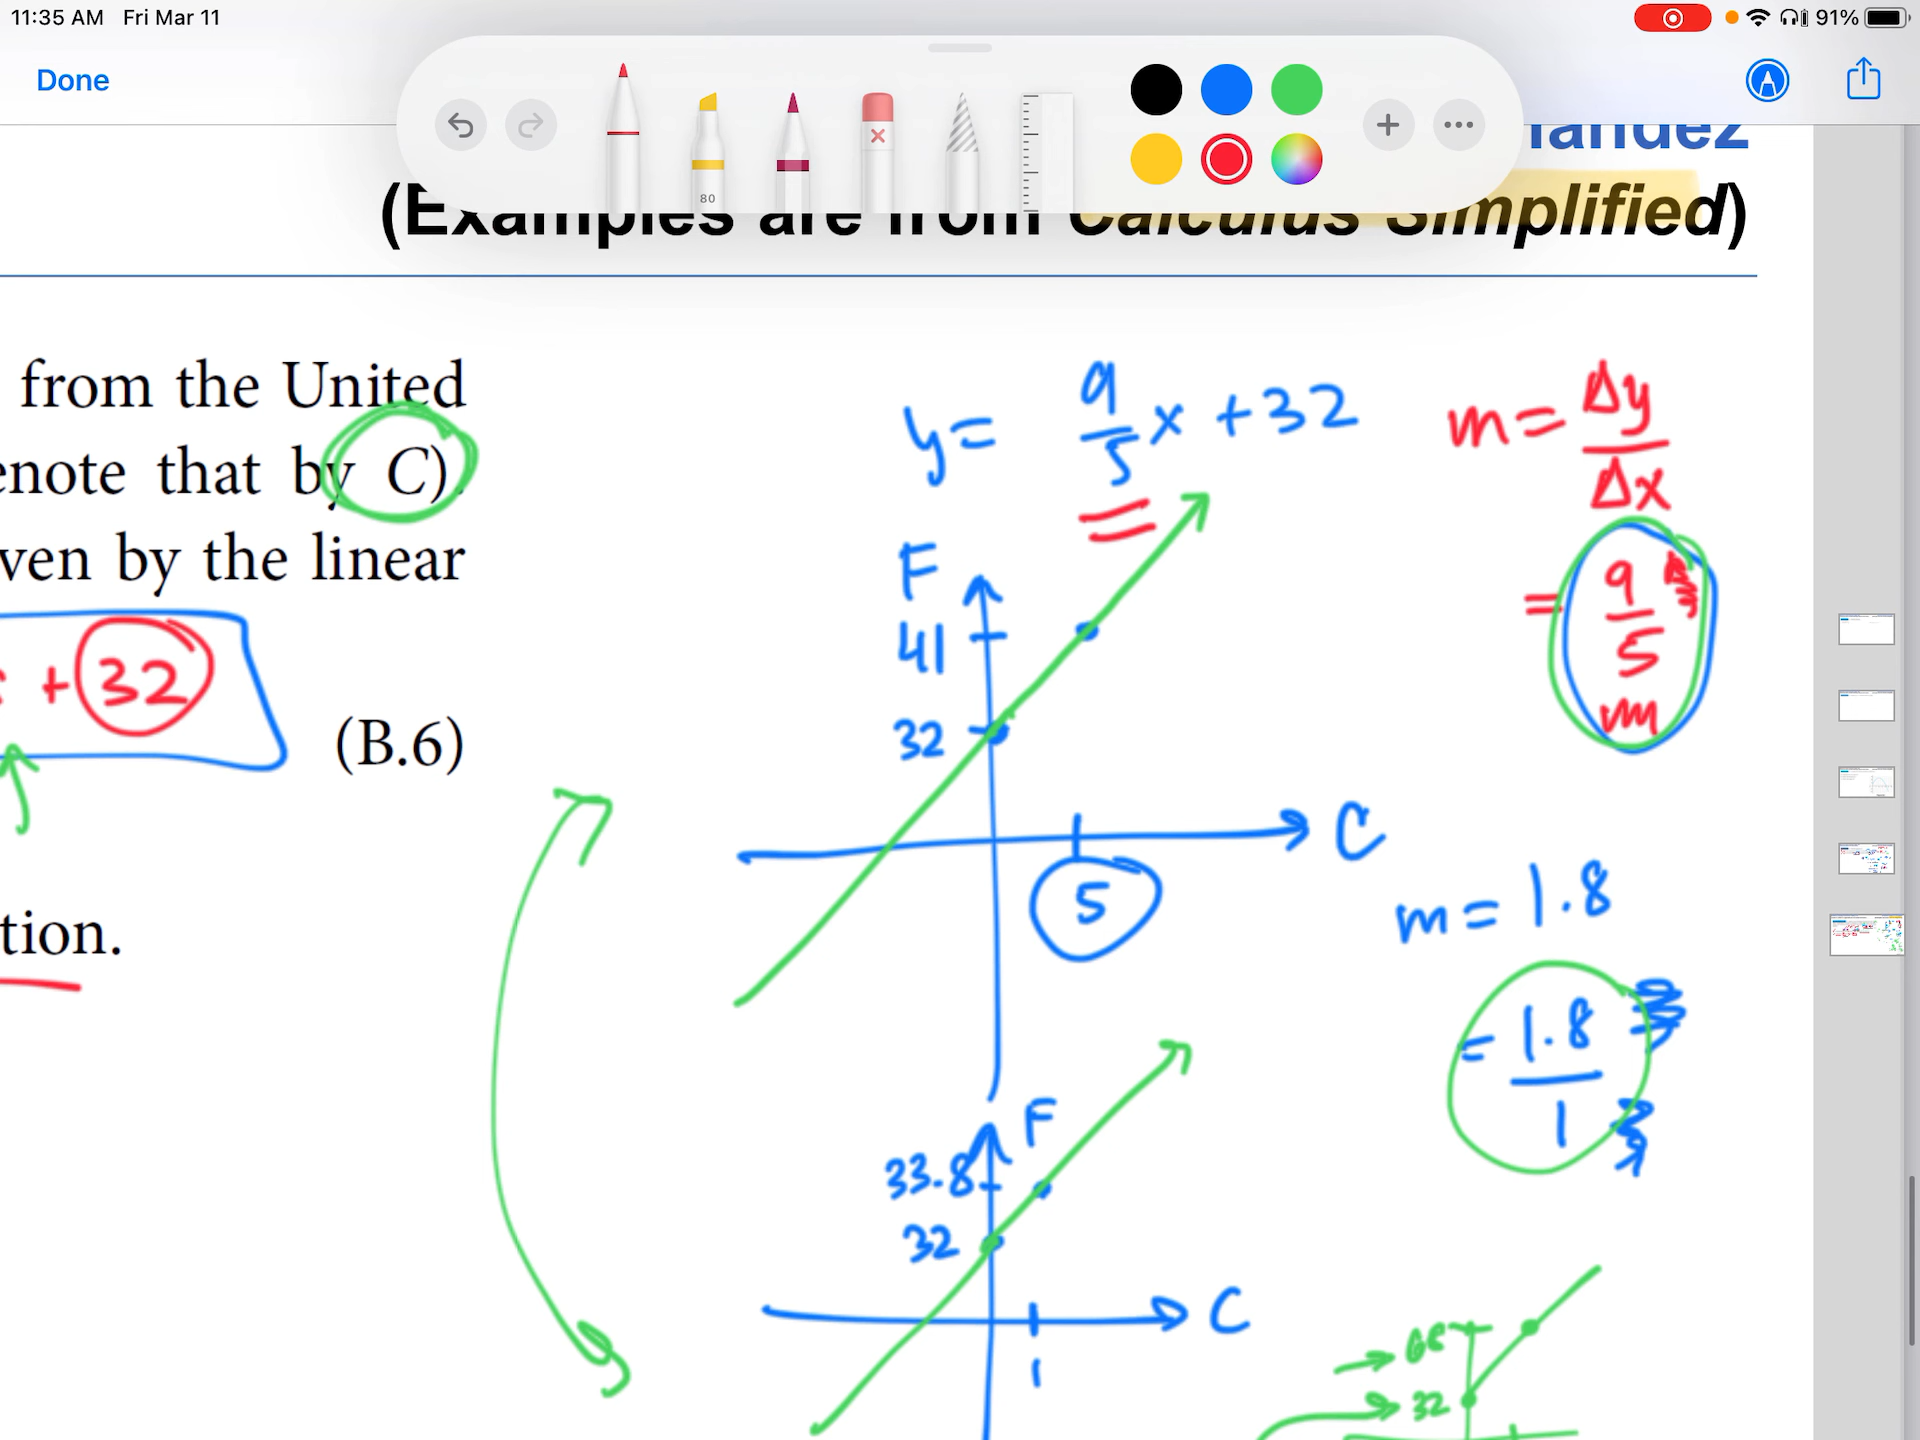 11:35 AM Fri Mar 11
91%
Done
80
nandez
(Examples are from Calculus Simplified)
from the United
enote that by C).
ven by the linear
+ 32
(B.6)
tion.
y = 9/5 x + 32
m = Δy/Δx
= 9/5
m
F
41
32
C
5
m = 1.8
= 1.8/1
F
33.8
32
C
1
68
32